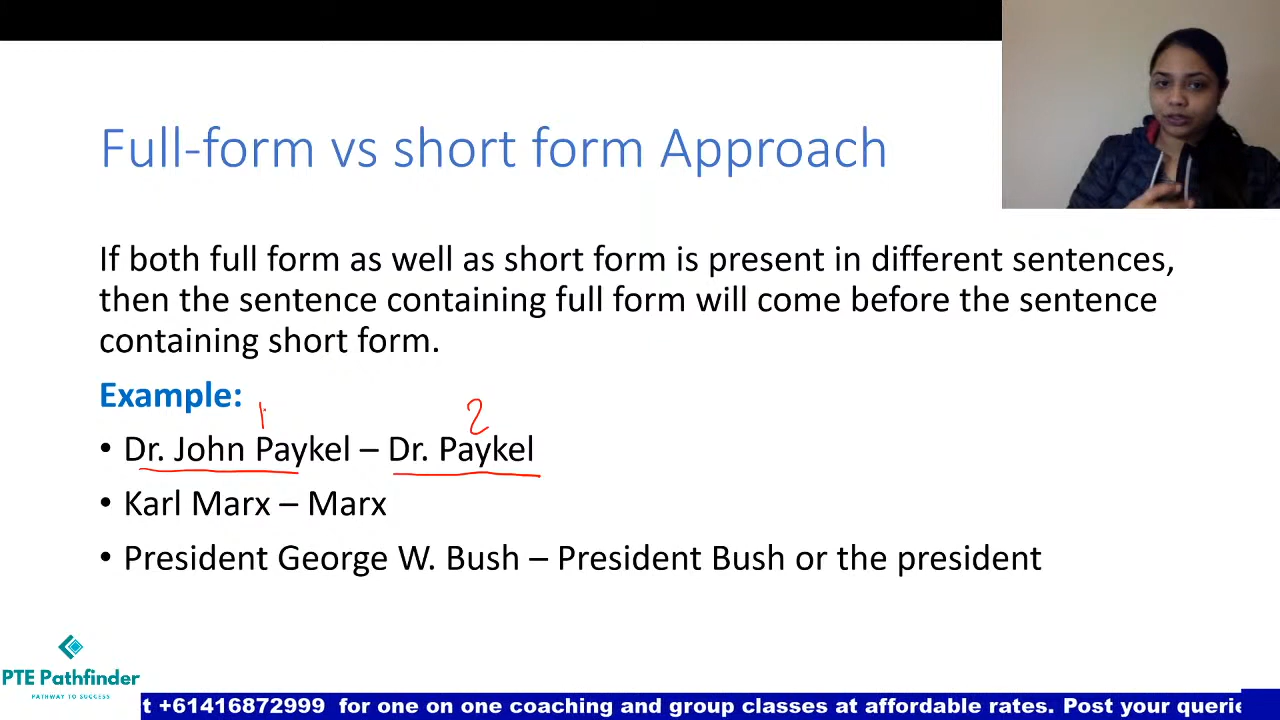 Full-form vs short form Approach
If both full form as well as short form is present in different sentences,
then the sentence containing full form will come before the sentence
containing short form.
Example:
1 2
• Dr. John Paykel – Dr. Paykel
• Karl Marx – Marx
• President George W. Bush – President Bush or the president
PTE Pathfinder
PATHWAY TO SUCCESS
t +61416872999 for one on one coaching and group classes at affordable rates. Post your querie